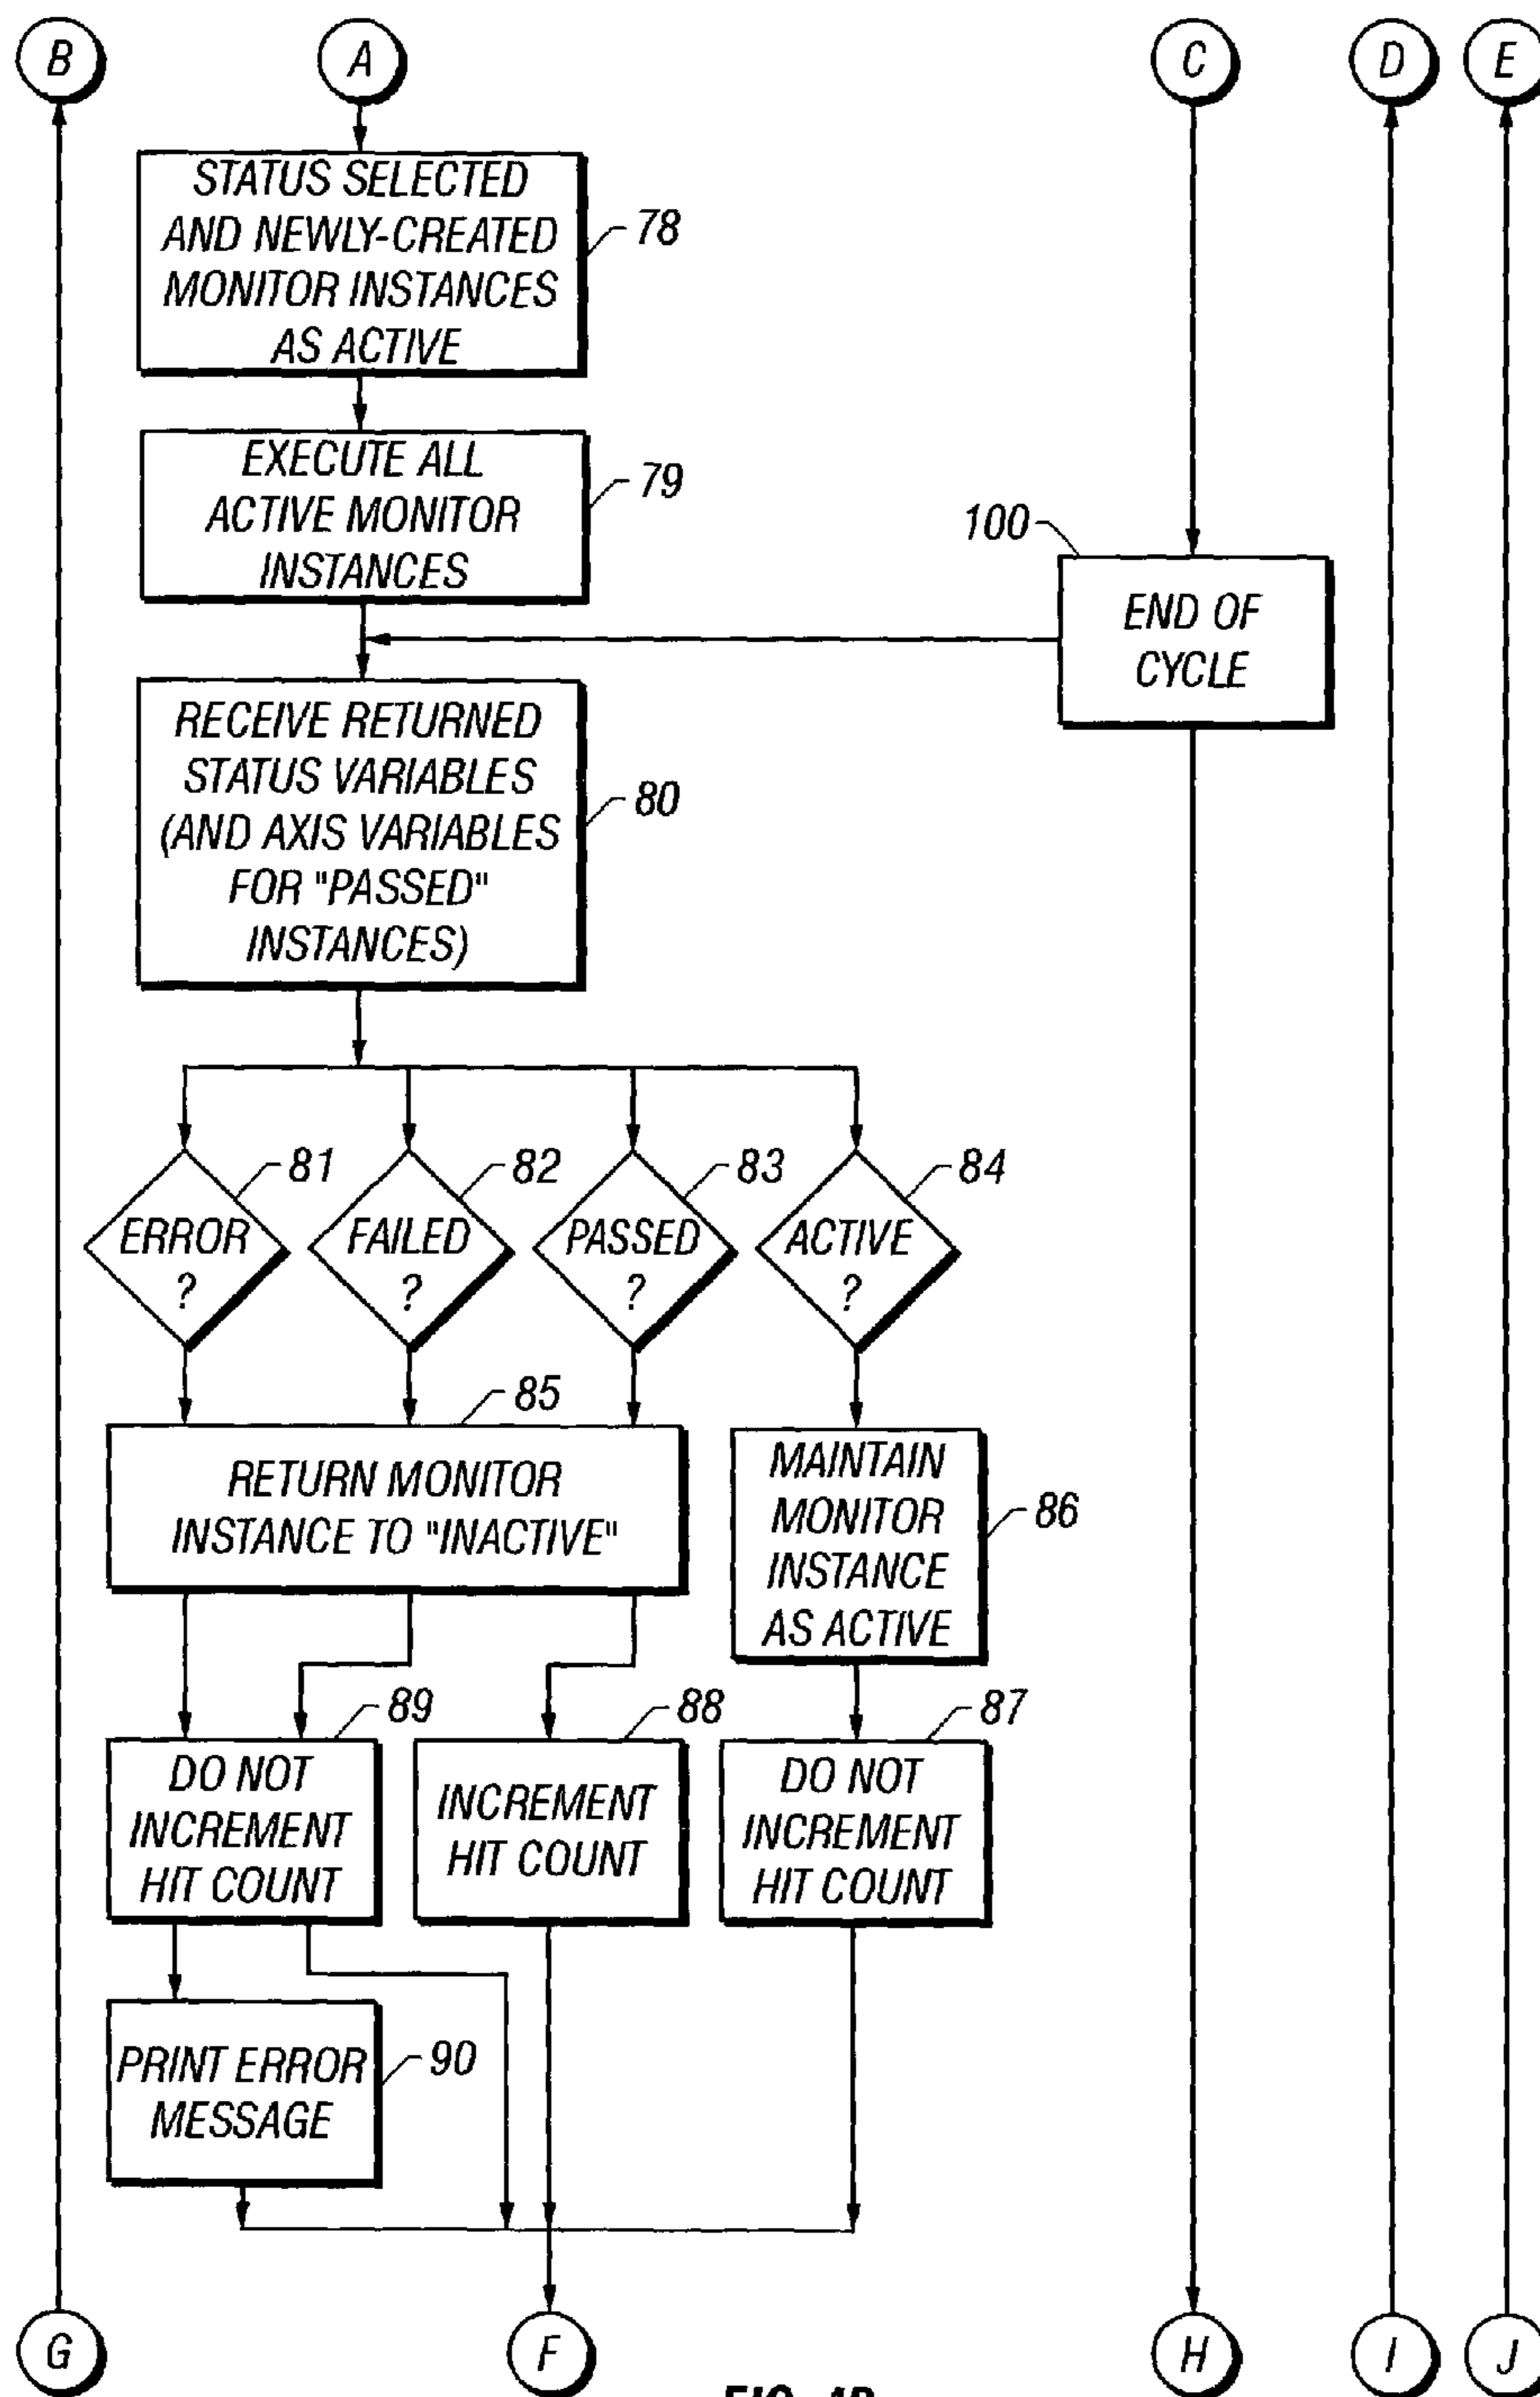 B
A
C
D
E
STATUS SELECTED
AND NEWLY-CREATED
MONITOR INSTANCES
AS ACTIVE
78
EXECUTE ALL
ACTIVE MONITOR
INSTANCES
79
100
END OF
CYCLE
RECEIVE RETURNED
STATUS VARIABLES
(AND AXIS VARIABLES
FOR "PASSED"
INSTANCES)
80
81
ERROR
?
82
FAILED
?
83
PASSED
?
84
ACTIVE
?
85
RETURN MONITOR
INSTANCE TO "INACTIVE"
MAINTAIN
MONITOR
INSTANCE
AS ACTIVE
86
89
DO NOT
INCREMENT
HIT COUNT
88
INCREMENT
HIT COUNT
87
DO NOT
INCREMENT
HIT COUNT
PRINT ERROR
MESSAGE
90
G
F
H
I
J